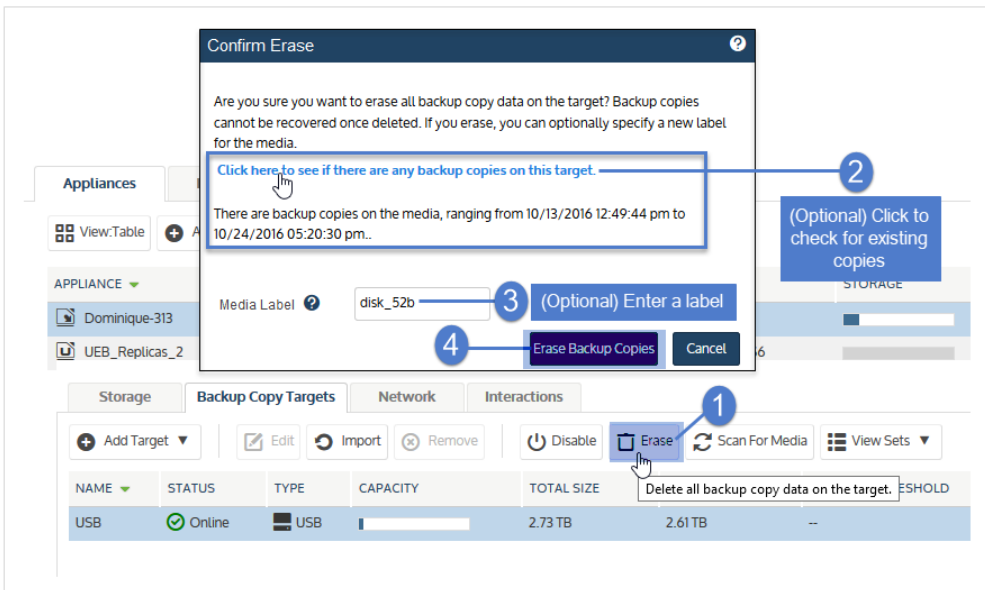 Confirm Erase ?
Are you sure you want to erase all backup copy data on the target? Backup copies
cannot be recovered once deleted. If you erase, you can optionally specify a new label
for the media.
Click here to see if there are any backup copies on this target.
2
There are backup copies on the media, ranging from 10/13/2016 12:49:44 pm to
10/24/2016 05:20:30 pm..
(Optional) Click to
check for existing
copies
Appliances
View:Table
A
APPLIANCE
STORAGE
Media Label ? disk_52b 3 (Optional) Enter a label
Dominique-313
4 Erase Backup Copies Cancel
UEB_Replicas_2
Storage Backup Copy Targets Network Interactions
1
Add Target Edit Import Remove Disable Erase Scan For Media View Sets
NAME STATUS TYPE CAPACITY TOTAL SIZE ESHOLD
Delete all backup copy data on the target.
USB Online USB 2.73 TB 2.61 TB --